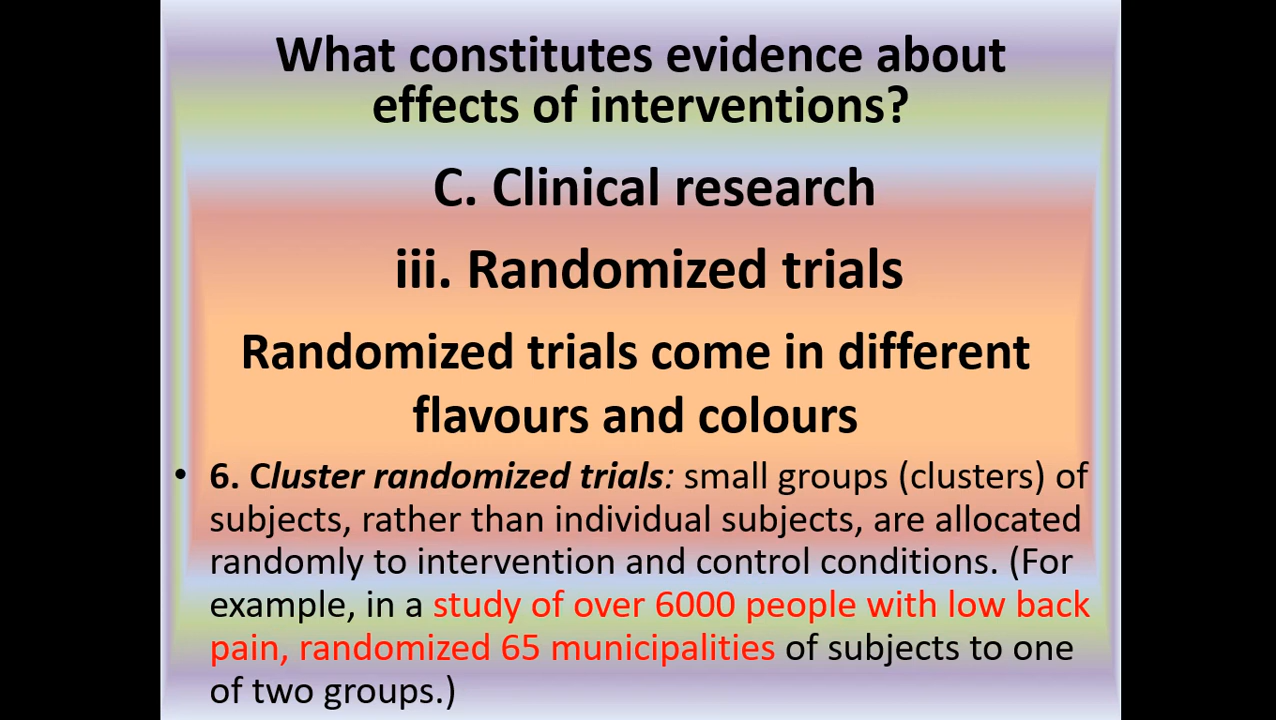 What constitutes evidence about
effects of interventions?
C. Clinical research
iii. Randomized trials
Randomized trials come in different
flavours and colours
• 6. Cluster randomized trials: small groups (clusters) of
subjects, rather than individual subjects, are allocated
randomly to intervention and control conditions. (For
example, in a study of over 6000 people with low back
pain, randomized 65 municipalities of subjects to one
of two groups.)